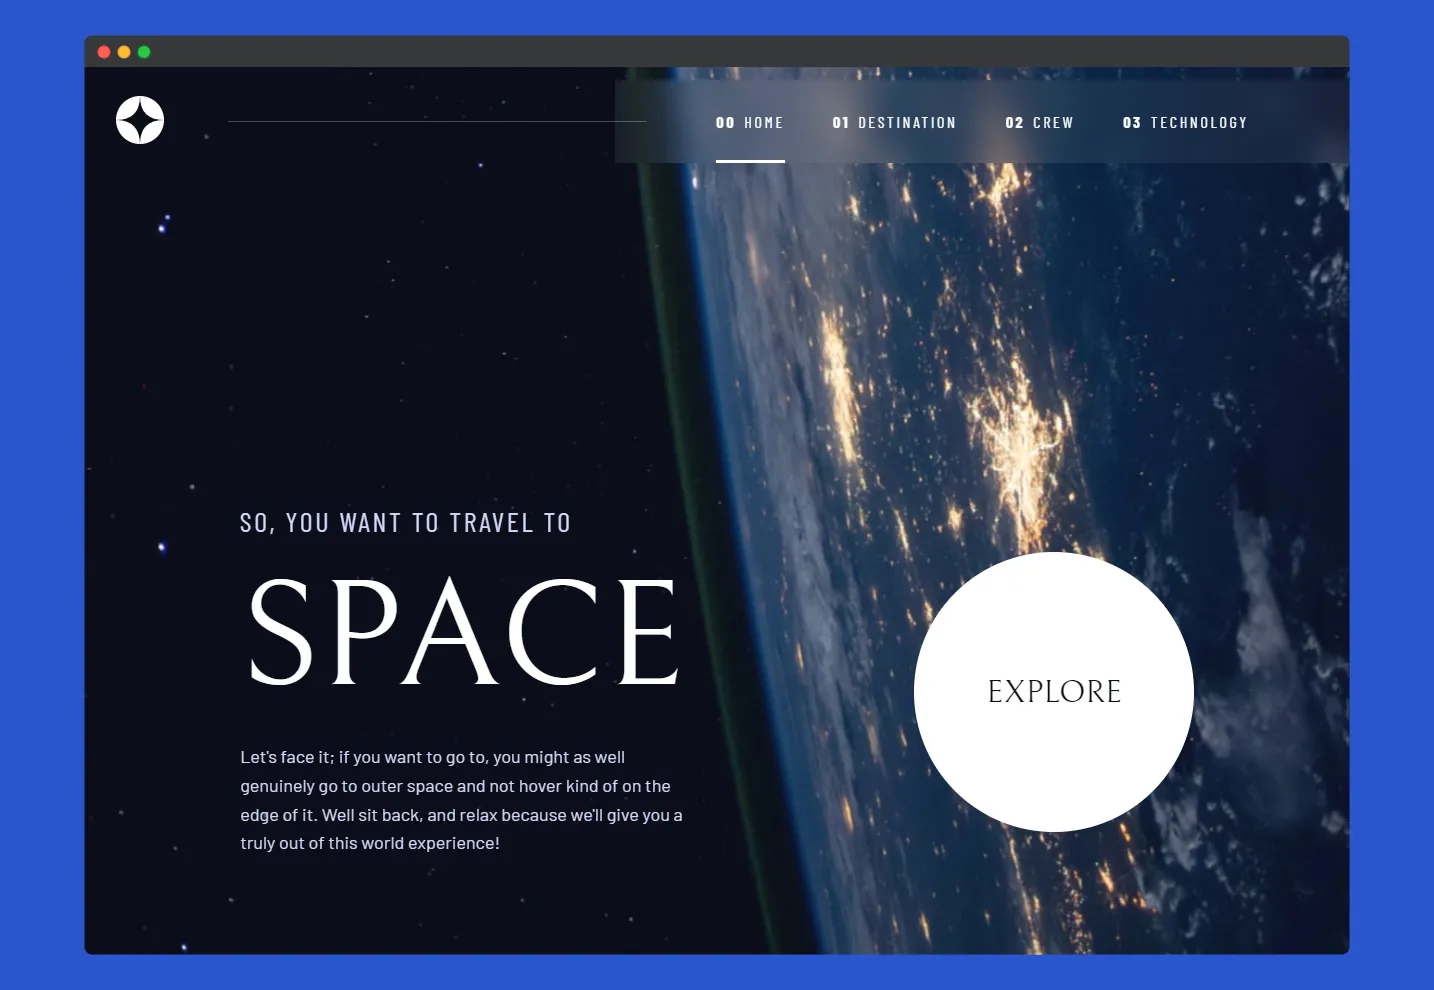 00 HOME 01 DESTINATION 02 CREW 03 TECHNOLOGY
SO, YOU WANT TO TRAVEL TO
SPACE
Let's face it; if you want to go to, you might as well
genuinely go to outer space and not hover kind of on the
edge of it. Well sit back, and relax because we'll give you a
truly out of this world experience!
EXPLORE